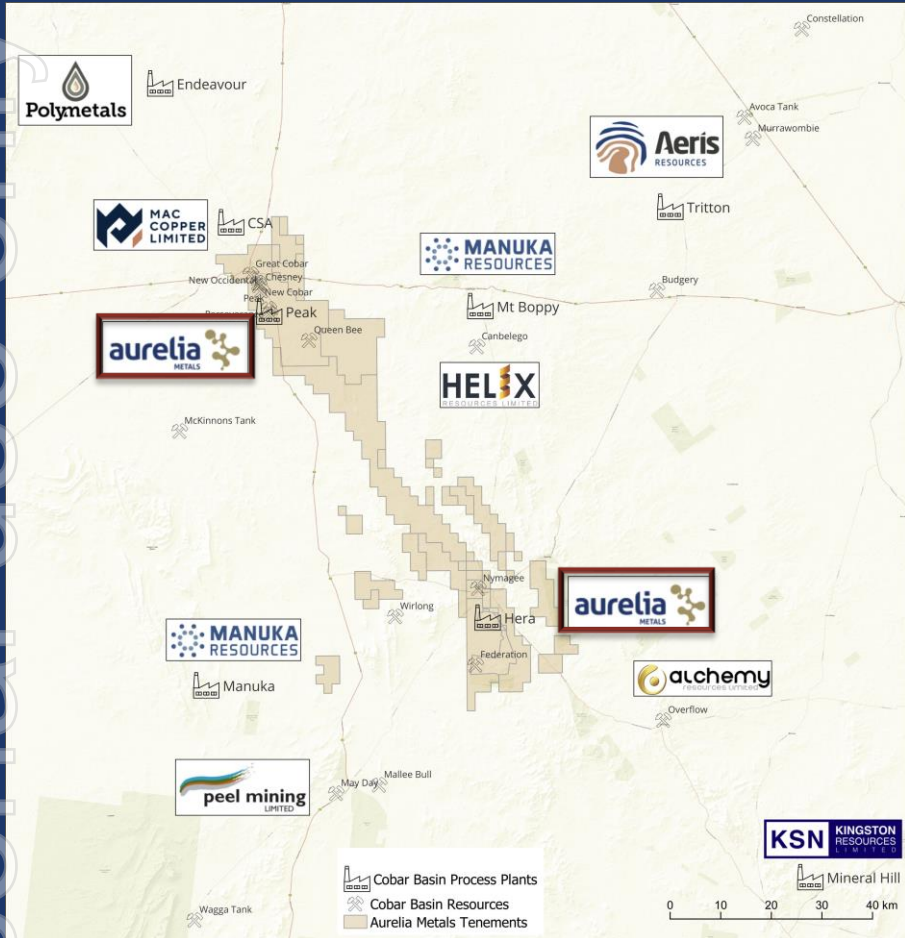 Constellation
Polymetals
Endeavour
Avoca Tank
Murrawombie
Aeris
RESOURCES
Tritton
MAC
COPPER
LIMITED
CSA
MANUKA
RESOURCES
Great Cobar
Chesney
New Occidental
New Cobar
Peak
Peak
Budgery
Mt Boppy
Queen Bee
Canbelego
aurelia
METALS
HELIX
RESOURCES LIMITED
McKinnons Tank
Nymagee
Wirlong
Hera
aurelia
METALS
MANUKA
RESOURCES
Federation
Manuka
alchemy
resources limited
Overflow
peel mining
LIMITED
May Day
Mallee Bull
KSN
KINGSTON
RESOURCES
LIMITED
Mineral Hill
Cobar Basin Process Plants
Cobar Basin Resources
Aurelia Metals Tenements
Wagga Tank
0 10 20 30 40 km